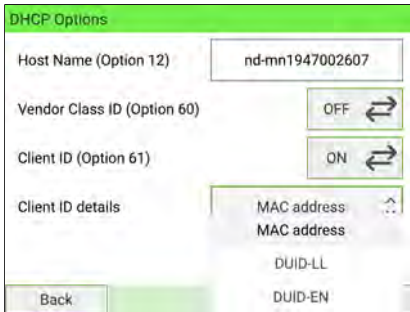 DHCP Options
Host Name (Option 12) nd-mn1947002607
Vendor Class ID (Option 60) OFF
Client ID (Option 61) ON
Client ID details MAC address
MAC address
DUID-LL
Back DUID-EN